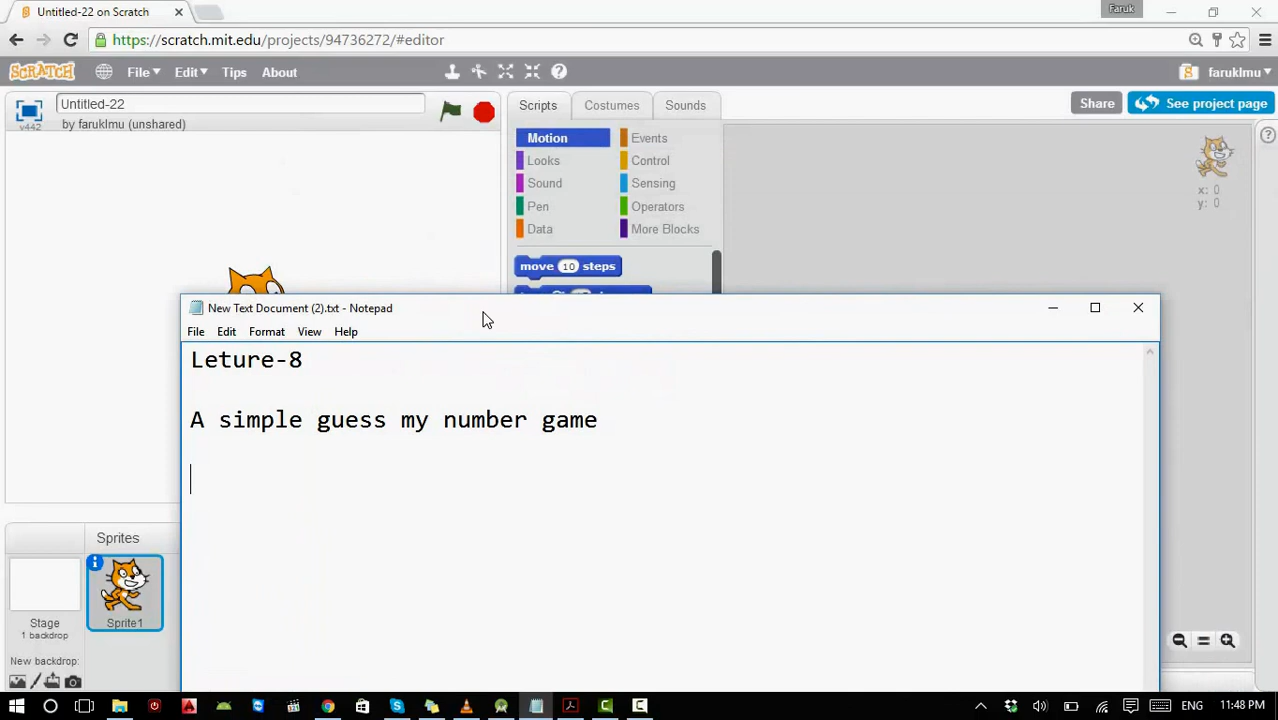 Untitled-22 on Scratch
Faruk
https://scratch.mit.edu/projects/94736272/#editor
SCRATCH
File Edit Tips About
faruklmu
Untitled-22
v442
by faruklmu (unshared)
Scripts Costumes Sounds
Share
See project page
Motion
Events
Looks
Control
Sound
Sensing
Pen
Operators
Data
More Blocks
x: 0
y: 0
move 10 steps
New Text Document (2).txt - Notepad
File Edit Format View Help
Leture-8
A simple guess my number game
Sprites
Stage
1 backdrop
Sprite1
New backdrop:
ENG
11:48 PM